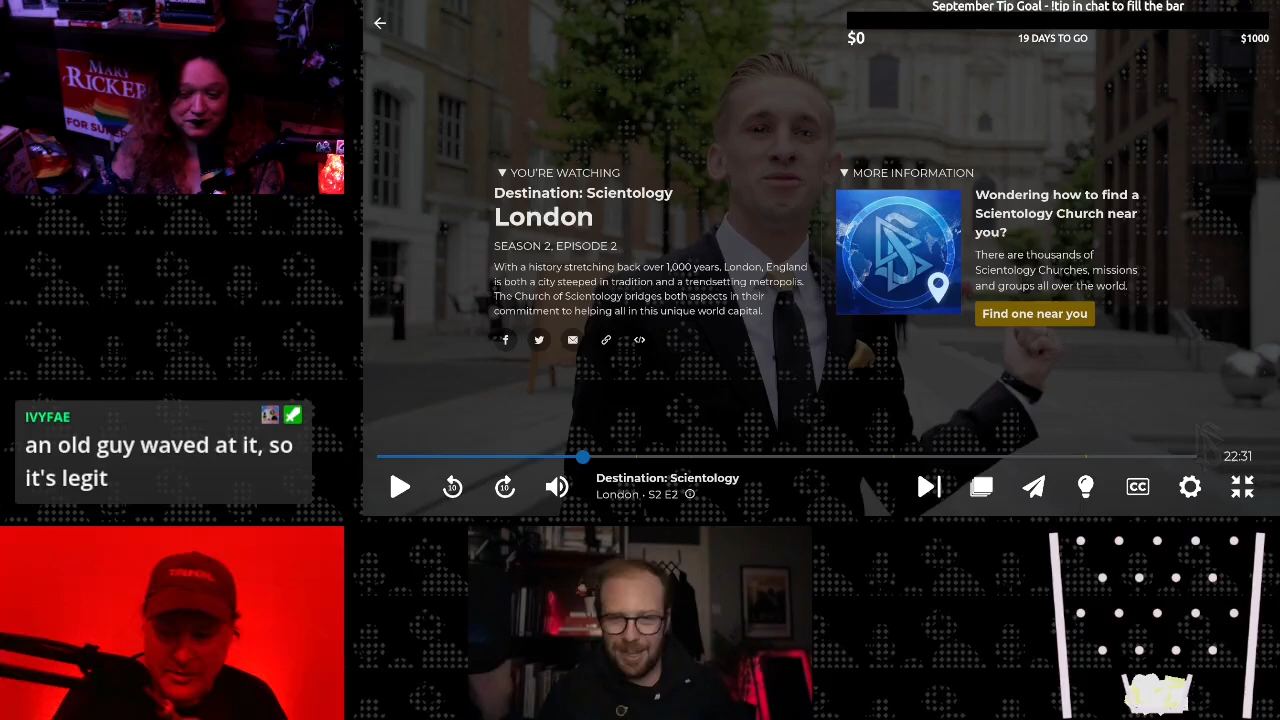 September Tip Goal - !tip in chat to fill the bar
$0
19 DAYS TO GO
$1000
MARY
RICKER
FOR SUPER
▼ YOU'RE WATCHING
Destination: Scientology
London
SEASON 2, EPISODE 2
With a history stretching back over 1,000 years, London, England
is both a city steeped in tradition and a trendsetting metropolis.
The Church of Scientology bridges both aspects in their
commitment to helping all in this unique world capital.
▼ MORE INFORMATION
Wondering how to find a
Scientology Church near
you?
There are thousands of
Scientology Churches, missions
and groups all over the world.
Find one near you
IVYFAE
an old guy waved at it, so
it's legit
22:31
10
10
Destination: Scientology
London · S2 E2
CC